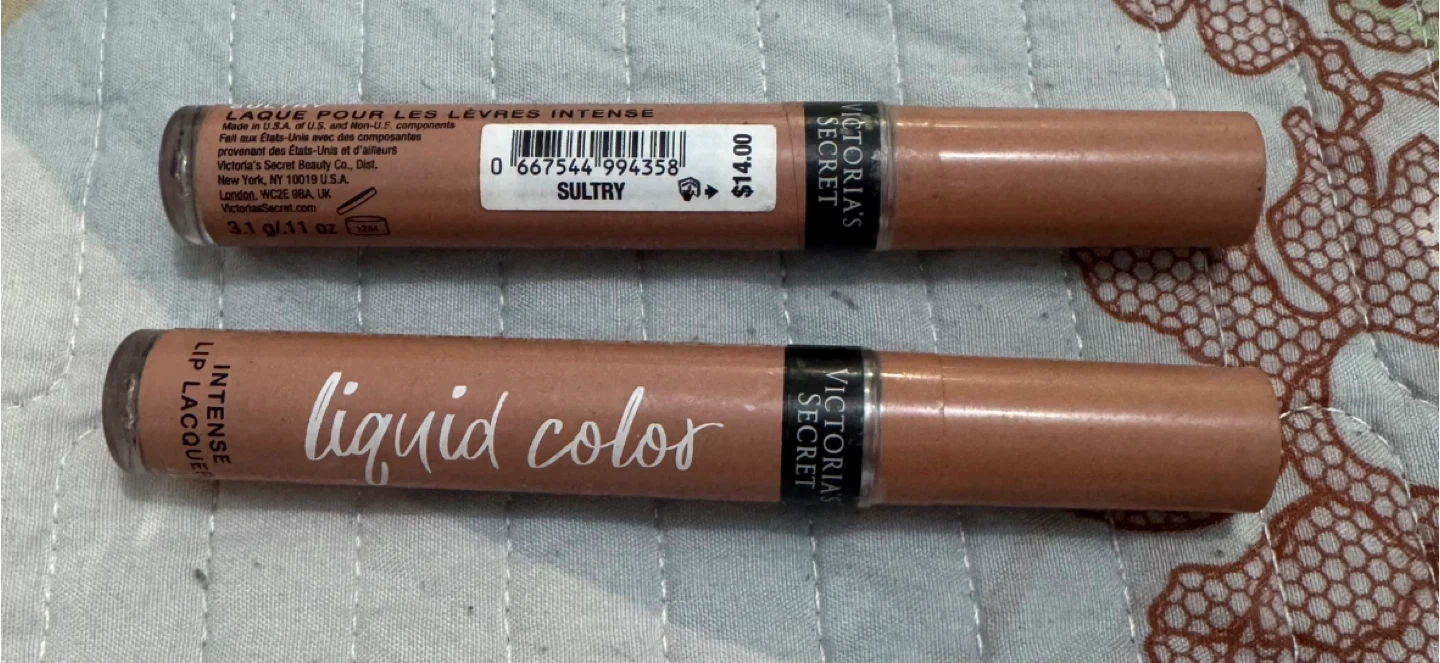 SULTRY
LAQUE POUR LES LÈVRES INTENSE
Made in U.S.A. of U.S. and Non-U.S. components
Fait aux États-Unis avec des composantes
provenant des États-Unis et d'ailleurs
Victoria's Secret Beauty Co., Dist.
New York, NY 10019 U.S.A.
London, WC2E 9BA, UK
VictoriasSecret.com
3.1 g/.11 oz
12M
0 667544 994358
SULTRY
$14.00
VICTORIA'S
SECRET
INTENSE
LIP LACQUER
liquid color
VICTORIA'S
SECRET